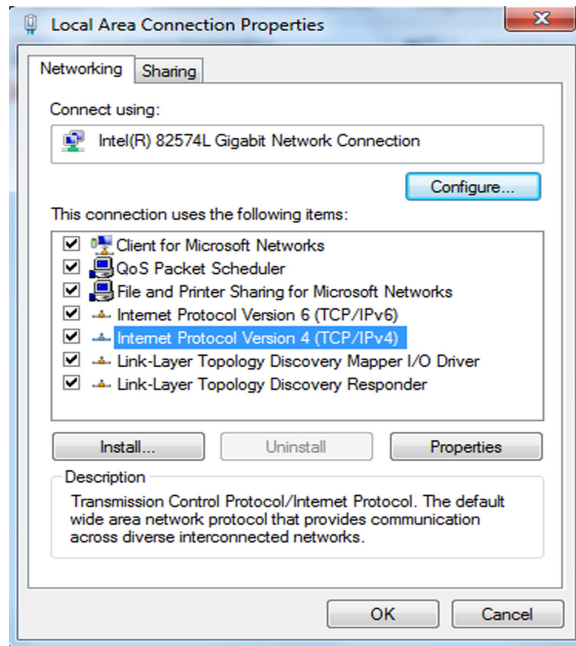 Local Area Connection Properties
Networking
Sharing
Connect using:
Intel(R) 82574L Gigabit Network Connection
Configure...
This connection uses the following items:
Client for Microsoft Networks
QoS Packet Scheduler
File and Printer Sharing for Microsoft Networks
Internet Protocol Version 6 (TCP/IPv6)
Internet Protocol Version 4 (TCP/IPv4)
Link-Layer Topology Discovery Mapper I/O Driver
Link-Layer Topology Discovery Responder
Install...
Uninstall
Properties
Description
Transmission Control Protocol/Internet Protocol. The default
wide area network protocol that provides communication
across diverse interconnected networks.
OK
Cancel